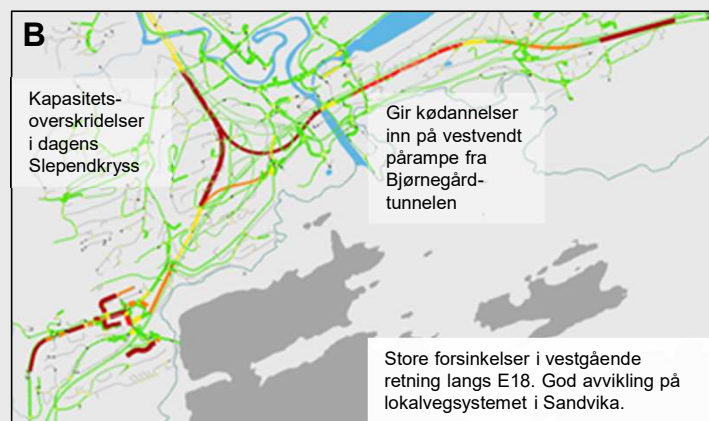 B
Kapasitets-
overskridelser
i dagens
Slependkryss
Gir kødannelser
inn på vestvendt
pårampe fra
Bjørnegård-
tunnelen
Store forsinkelser i vestgående
retning langs E18. God avvikling på
lokalvegsystemet i Sandvika.